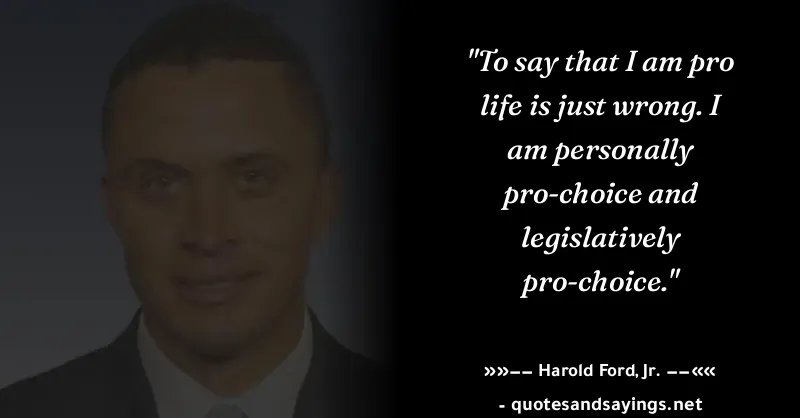 "To say that I am pro
life is just wrong. I
am personally
pro-choice and
legislatively
pro-choice."
»»–– Harold Ford, Jr. ––««
- quotesandsayings.net